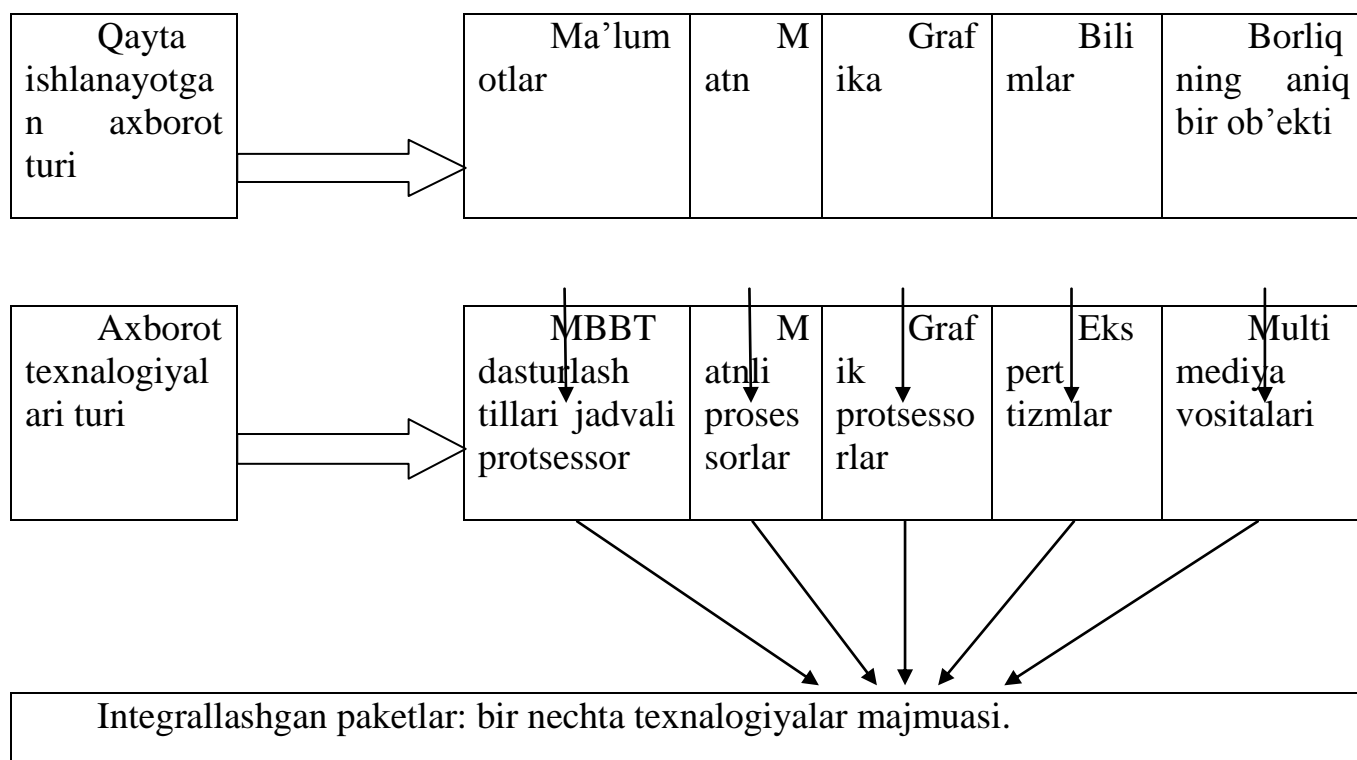 Qayta
ishlanayotga
n axborot
turi
Ma’lum
otlar
M
atn
Graf
ika
Bili
mlar
Borliq
ning aniq
bir ob’ekti
Axborot
texnalogiyal
ari turi
MBBT
dasturlash
tillari jadvali
protsessor
M
atnli
proses
sorlar
Graf
ik
protsesso
rlar
Eks
pert
tizmlar
Multi
mediya
vositalari
Integrallashgan paketlar: bir nechta texnalogiyalar majmuasi.